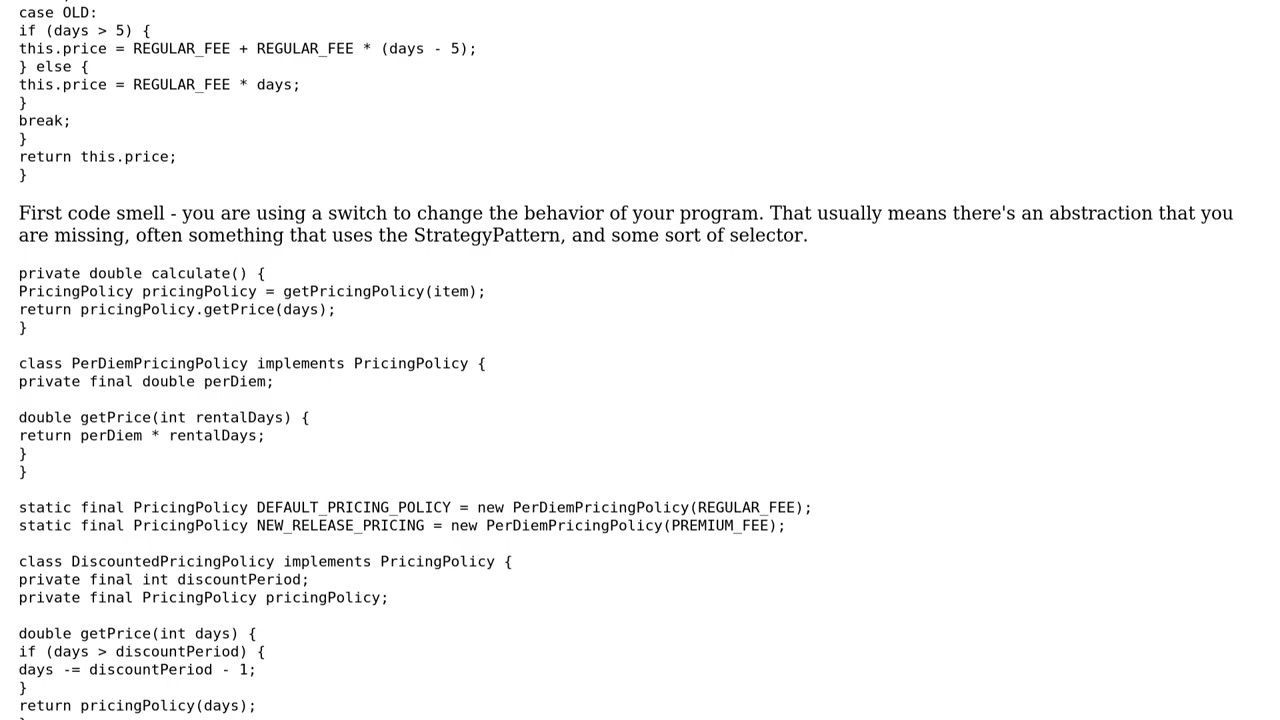 case OLD:
if (days > 5) {
this.price = REGULAR_FEE + REGULAR_FEE * (days - 5);
} else {
this.price = REGULAR_FEE * days;
}
break;
}
return this.price;
}
First code smell - you are using a switch to change the behavior of your program. That usually means there's an abstraction that you
are missing, often something that uses the StrategyPattern, and some sort of selector.
private double calculate() {
PricingPolicy pricingPolicy = getPricingPolicy(item);
return pricingPolicy.getPrice(days);
}
class PerDiemPricingPolicy implements PricingPolicy {
private final double perDiem;
double getPrice(int rentalDays) {
return perDiem * rentalDays;
}
}
static final PricingPolicy DEFAULT_PRICING_POLICY = new PerDiemPricingPolicy(REGULAR_FEE);
static final PricingPolicy NEW_RELEASE_PRICING = new PerDiemPricingPolicy(PREMIUM_FEE);
class DiscountedPricingPolicy implements PricingPolicy {
private final int discountPeriod;
private final PricingPolicy pricingPolicy;
double getPrice(int days) {
if (days > discountPeriod) {
days -= discountPeriod - 1;
}
return pricingPolicy(days);